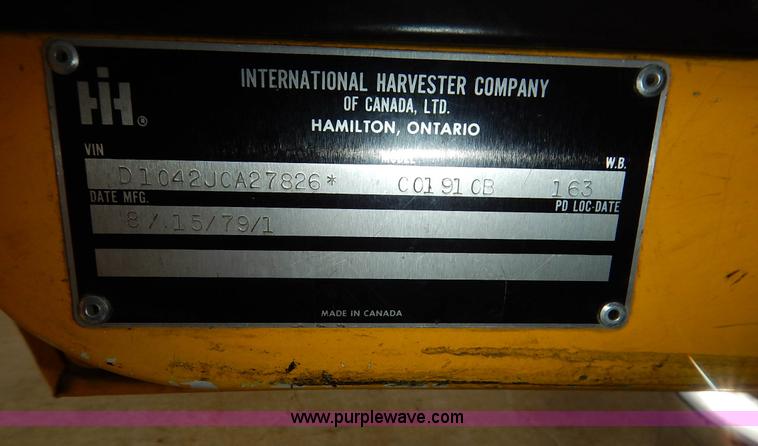 IH ®
INTERNATIONAL HARVESTER COMPANY
OF CANADA, LTD.
HAMILTON, ONTARIO
VIN MODEL W.B.
D1042JCA27826* C01910B 163
DATE MFG. PD LOC-DATE
8/15/79/1
MADE IN CANADA
www.purplewave.com